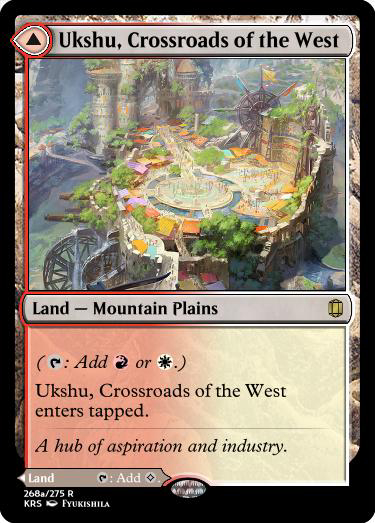 Ukshu, Crossroads of the West
Land — Mountain Plains
( T: Add R or W.)
Ukshu, Crossroads of the West
enters tapped.
A hub of aspiration and industry.
Land T: Add C.
268a/275 R
KRS Fyukishila